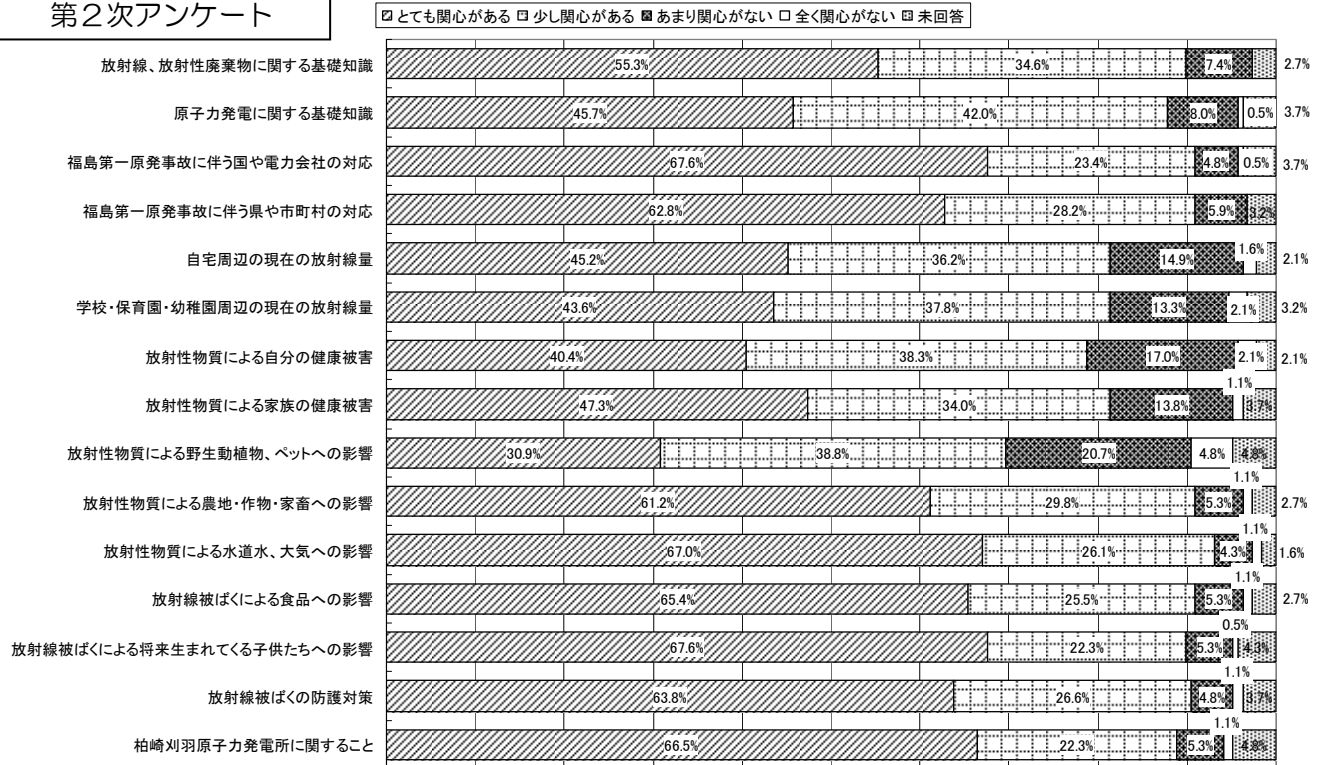 第２次アンケート
とても関心がある 少し関心がある あまり関心がない 全く関心がない 未回答
放射線、放射性廃棄物に関する基礎知識 55.3% 34.6% 7.4% 2.7%
原子力発電に関する基礎知識 45.7% 42.0% 8.0% 0.5% 3.7%
福島第一原発事故に伴う国や電力会社の対応 67.6% 23.4% 4.8% 0.5% 3.7%
福島第一原発事故に伴う県や市町村の対応 62.8% 28.2% 5.9% 3.2%
自宅周辺の現在の放射線量 45.2% 36.2% 14.9% 1.6% 2.1%
学校・保育園・幼稚園周辺の現在の放射線量 43.6% 37.8% 13.3% 2.1% 3.2%
放射性物質による自分の健康被害 40.4% 38.3% 17.0% 2.1% 2.1%
放射性物質による家族の健康被害 47.3% 34.0% 13.8% 1.1% 3.7%
放射性物質による野生動植物、ペットへの影響 30.9% 38.8% 20.7% 4.8% 4.8%
放射性物質による農地・作物・家畜への影響 61.2% 29.8% 5.3% 1.1% 2.7%
放射性物質による水道水、大気への影響 67.0% 26.1% 4.3% 1.1% 1.6%
放射線被ばくによる食品への影響 65.4% 25.5% 5.3% 1.1% 2.7%
放射線被ばくによる将来生まれてくる子供たちへの影響 67.6% 22.3% 5.3% 0.5% 4.3%
放射線被ばくの防護対策 63.8% 26.6% 4.8% 1.1% 3.7%
柏崎刈羽原子力発電所に関すること 66.5% 22.3% 5.3% 1.1% 4.8%